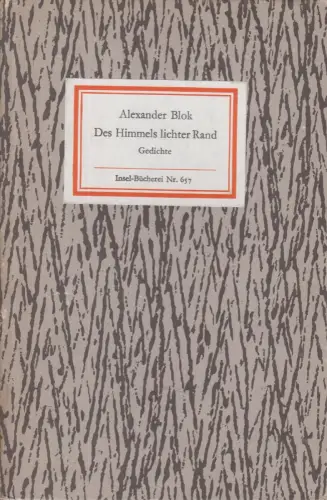 Alexander Blok
Des Himmels lichter Rand
Gedichte
Insel-Bücherei Nr. 657